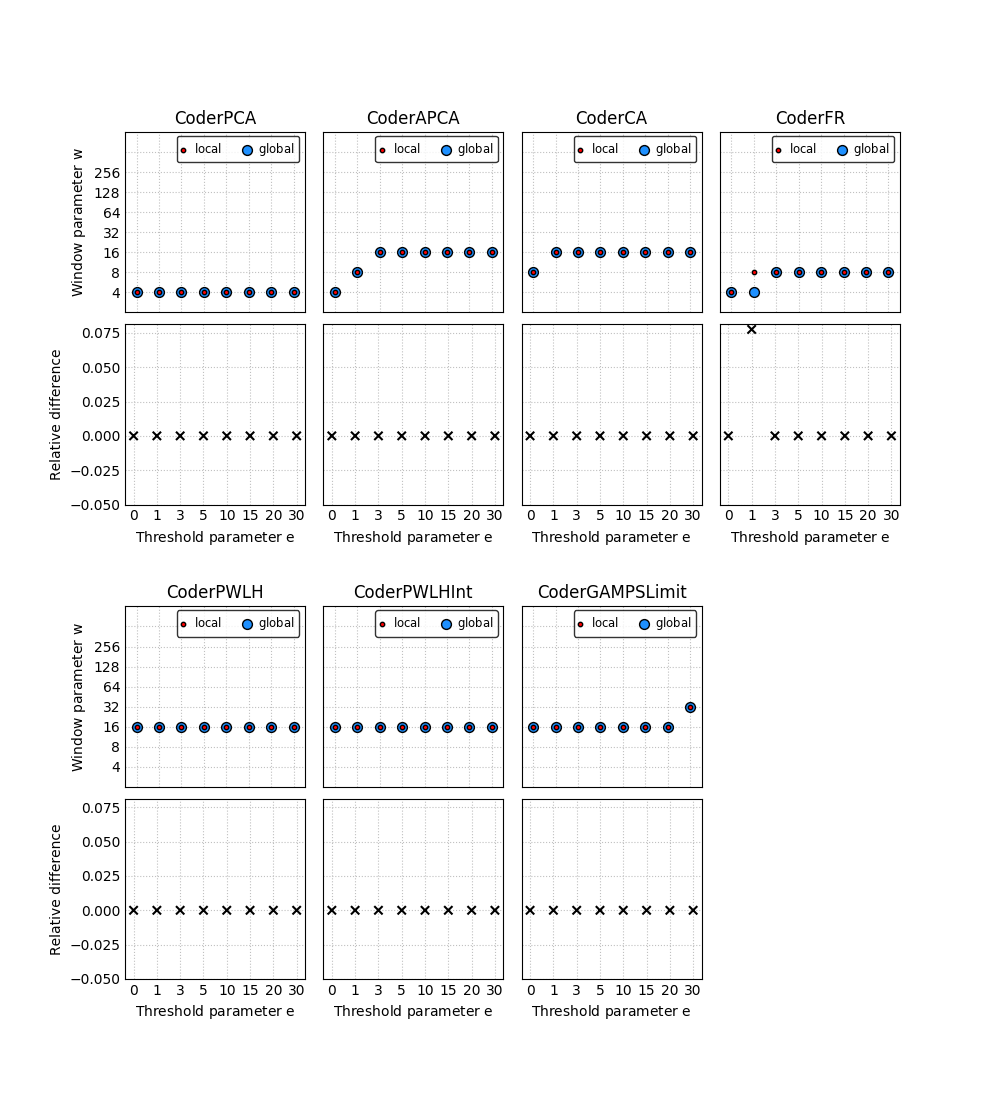 CoderPCA CoderAPCA CoderCA CoderFR
local global local global local global local global
Window parameter w
256
128
64
32
16
8
4
Relative difference
0.075
0.050
0.025
0.000
−0.025
−0.050
0 1 3 5 10 15 20 30 0 1 3 5 10 15 20 30 0 1 3 5 10 15 20 30 0 1 3 5 10 15 20 30
Threshold parameter e Threshold parameter e Threshold parameter e Threshold parameter e
CoderPWLH CoderPWLHInt CoderGAMPSLimit
local global local global local global
Window parameter w
256
128
64
32
16
8
4
Relative difference
0.075
0.050
0.025
0.000
−0.025
−0.050
0 1 3 5 10 15 20 30 0 1 3 5 10 15 20 30 0 1 3 5 10 15 20 30
Threshold parameter e Threshold parameter e Threshold parameter e